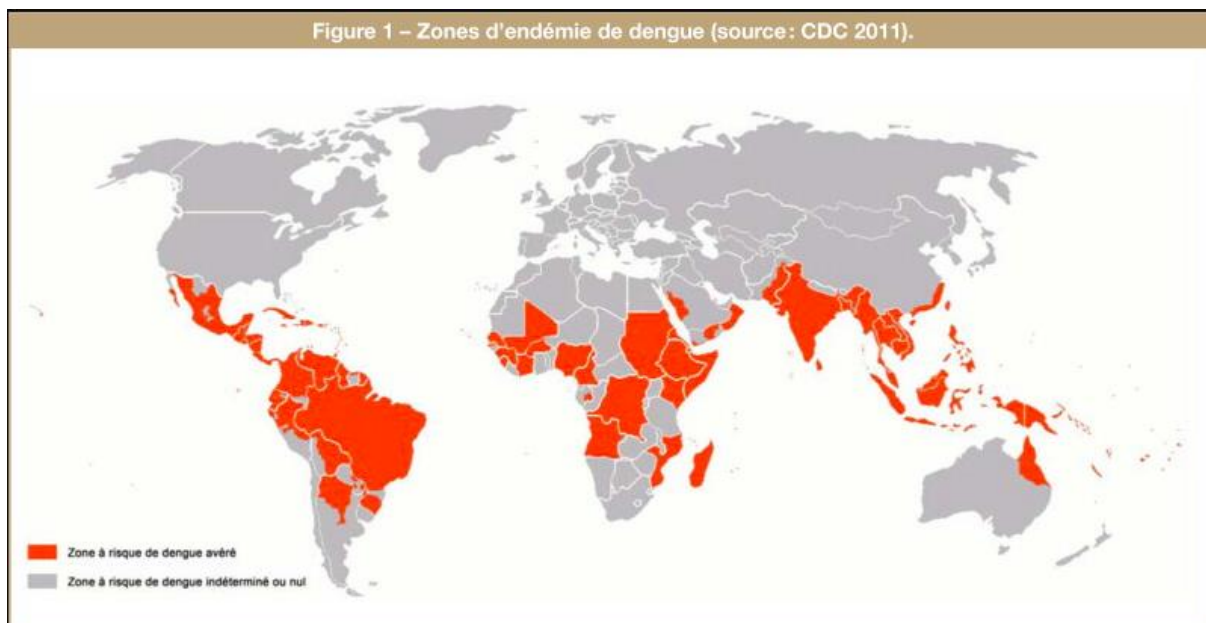 Figure 1 – Zones d'endémie de dengue (source : CDC 2011).
Zone à risque de dengue avéré
Zone à risque de dengue indéterminé ou nul